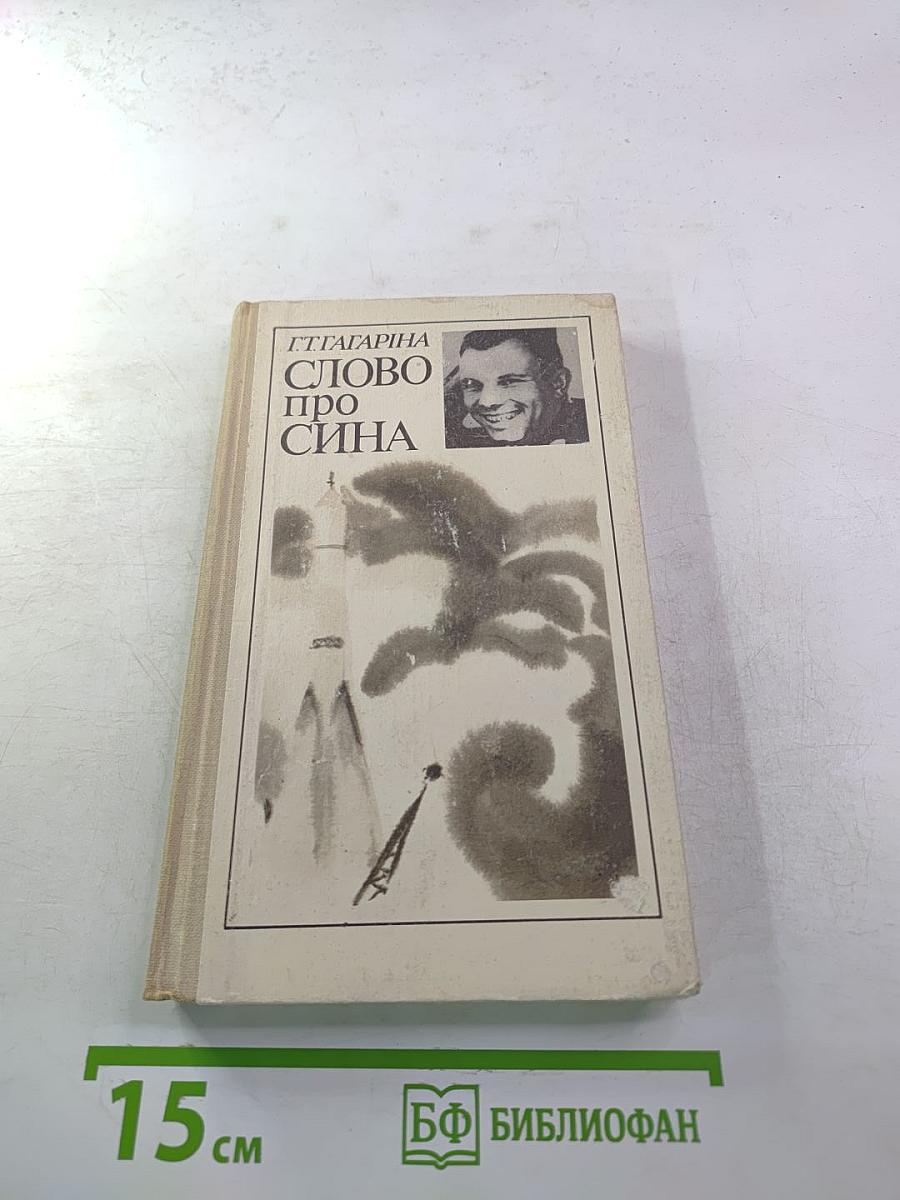 Г.Т.ГАГАРІНА
СЛОВО
про
СИНА
15 см
БФ БИБЛИОФАН